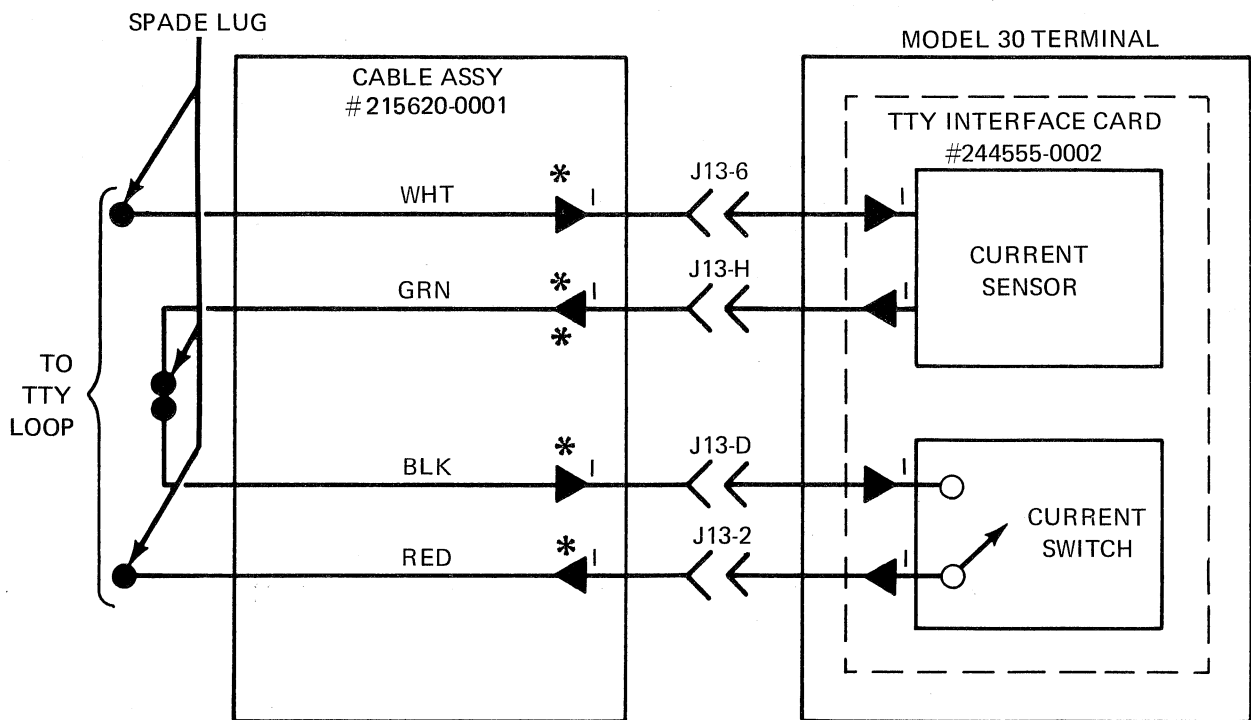 SPADE LUG
MODEL 30 TERMINAL
CABLE ASSY
#215620-0001
TTY INTERFACE CARD
#244555-0002
WHT
*
I
J13-6
I
CURRENT
SENSOR
GRN
*
I
*
J13-H
I
TO
TTY
LOOP
BLK
*
I
J13-D
I
CURRENT
SWITCH
RED
*
I
J13-2
I